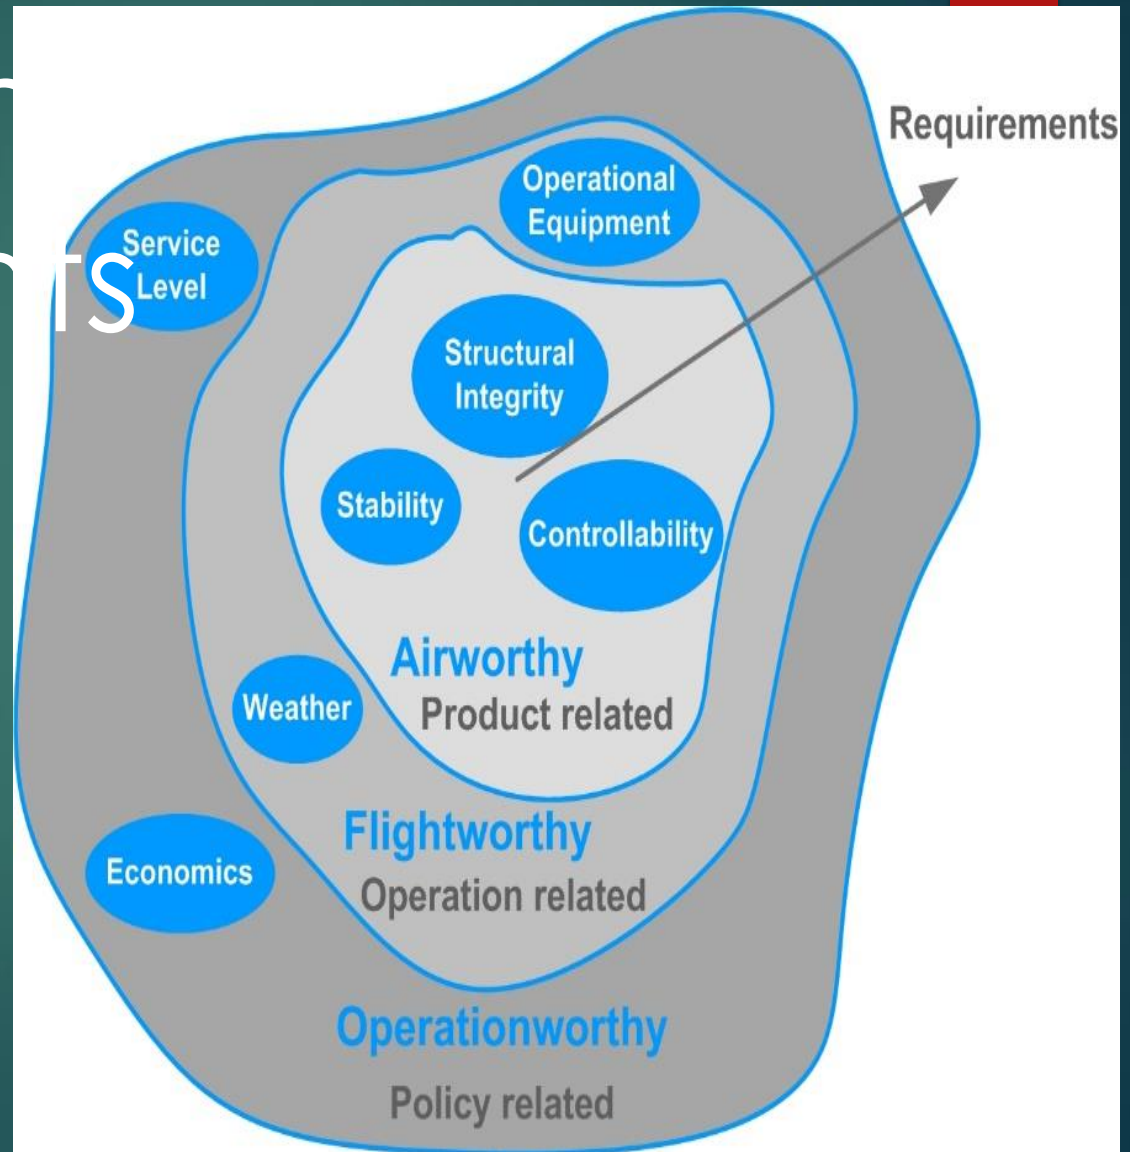 Requirements
Operational
Equipment
Service
Level
Structural
Integrity
Stability
Controllability
Airworthy
Product related
Weather
Flightworthy
Operation related
Economics
Operationworthy
Policy related